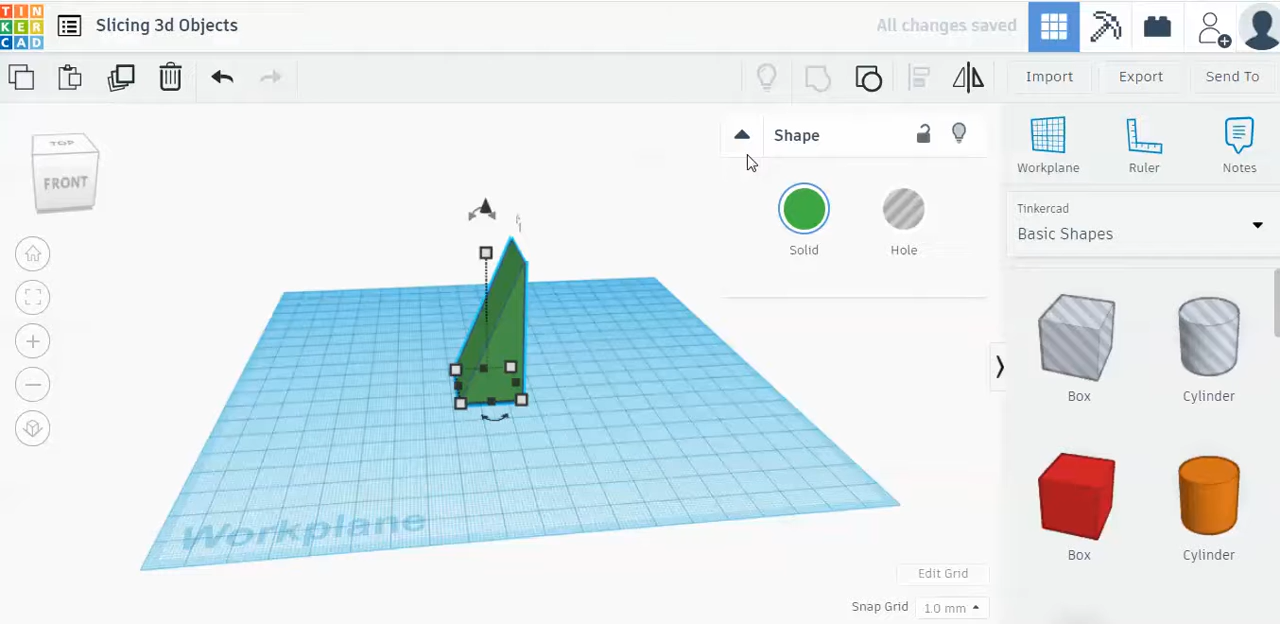 TIN
KER
CAD
Slicing 3d Objects
All changes saved
Import
Export
Send To
TOP
FRONT
Shape
Solid
Hole
Workplane
Ruler
Notes
Tinkercad
Basic Shapes
Box
Cylinder
Box
Cylinder
Workplane
Edit Grid
Snap Grid
1.0 mm